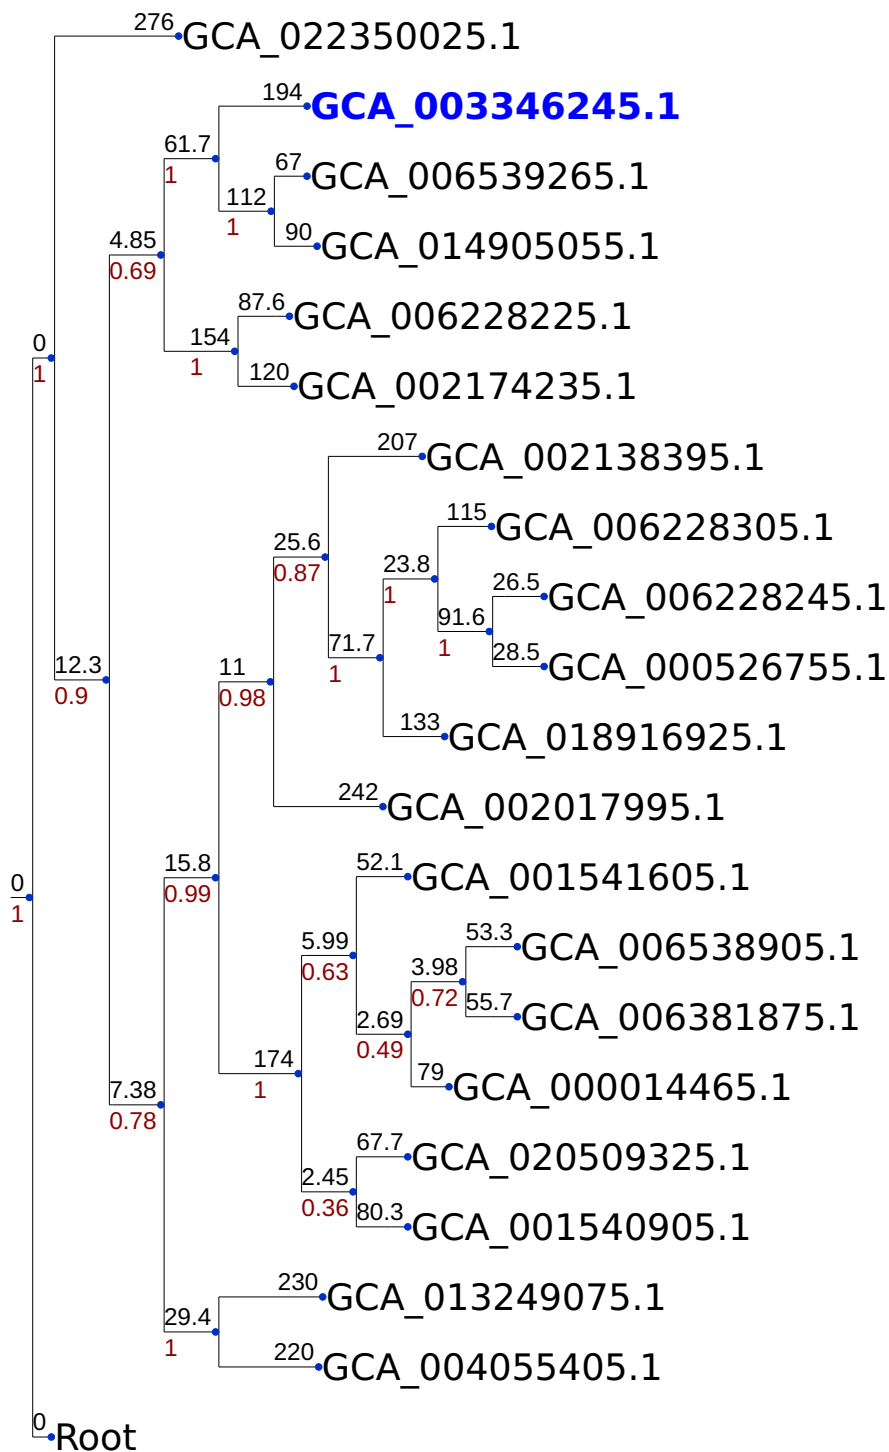 276 GCA_022350025.1
194 GCA_003346245.1
61.7
1
67 GCA_006539265.1
112
1
90 GCA_014905055.1
4.85
0.69
87.6 GCA_006228225.1
154
1
0
1
120 GCA_002174235.1
207 GCA_002138395.1
115 GCA_006228305.1
25.6
0.87
23.8
1
26.5 GCA_006228245.1
91.6
1
71.7
1
28.5 GCA_000526755.1
12.3
0.9
11
0.98
133 GCA_018916925.1
242 GCA_002017995.1
15.8
0.99
52.1 GCA_001541605.1
0
1
5.99
0.63
53.3 GCA_006538905.1
3.98
0.72
55.7 GCA_006381875.1
2.69
0.49
174
1
79 GCA_000014465.1
7.38
0.78
67.7 GCA_020509325.1
2.45
0.36
80.3 GCA_001540905.1
230 GCA_013249075.1
29.4
1
220 GCA_004055405.1
0 Root